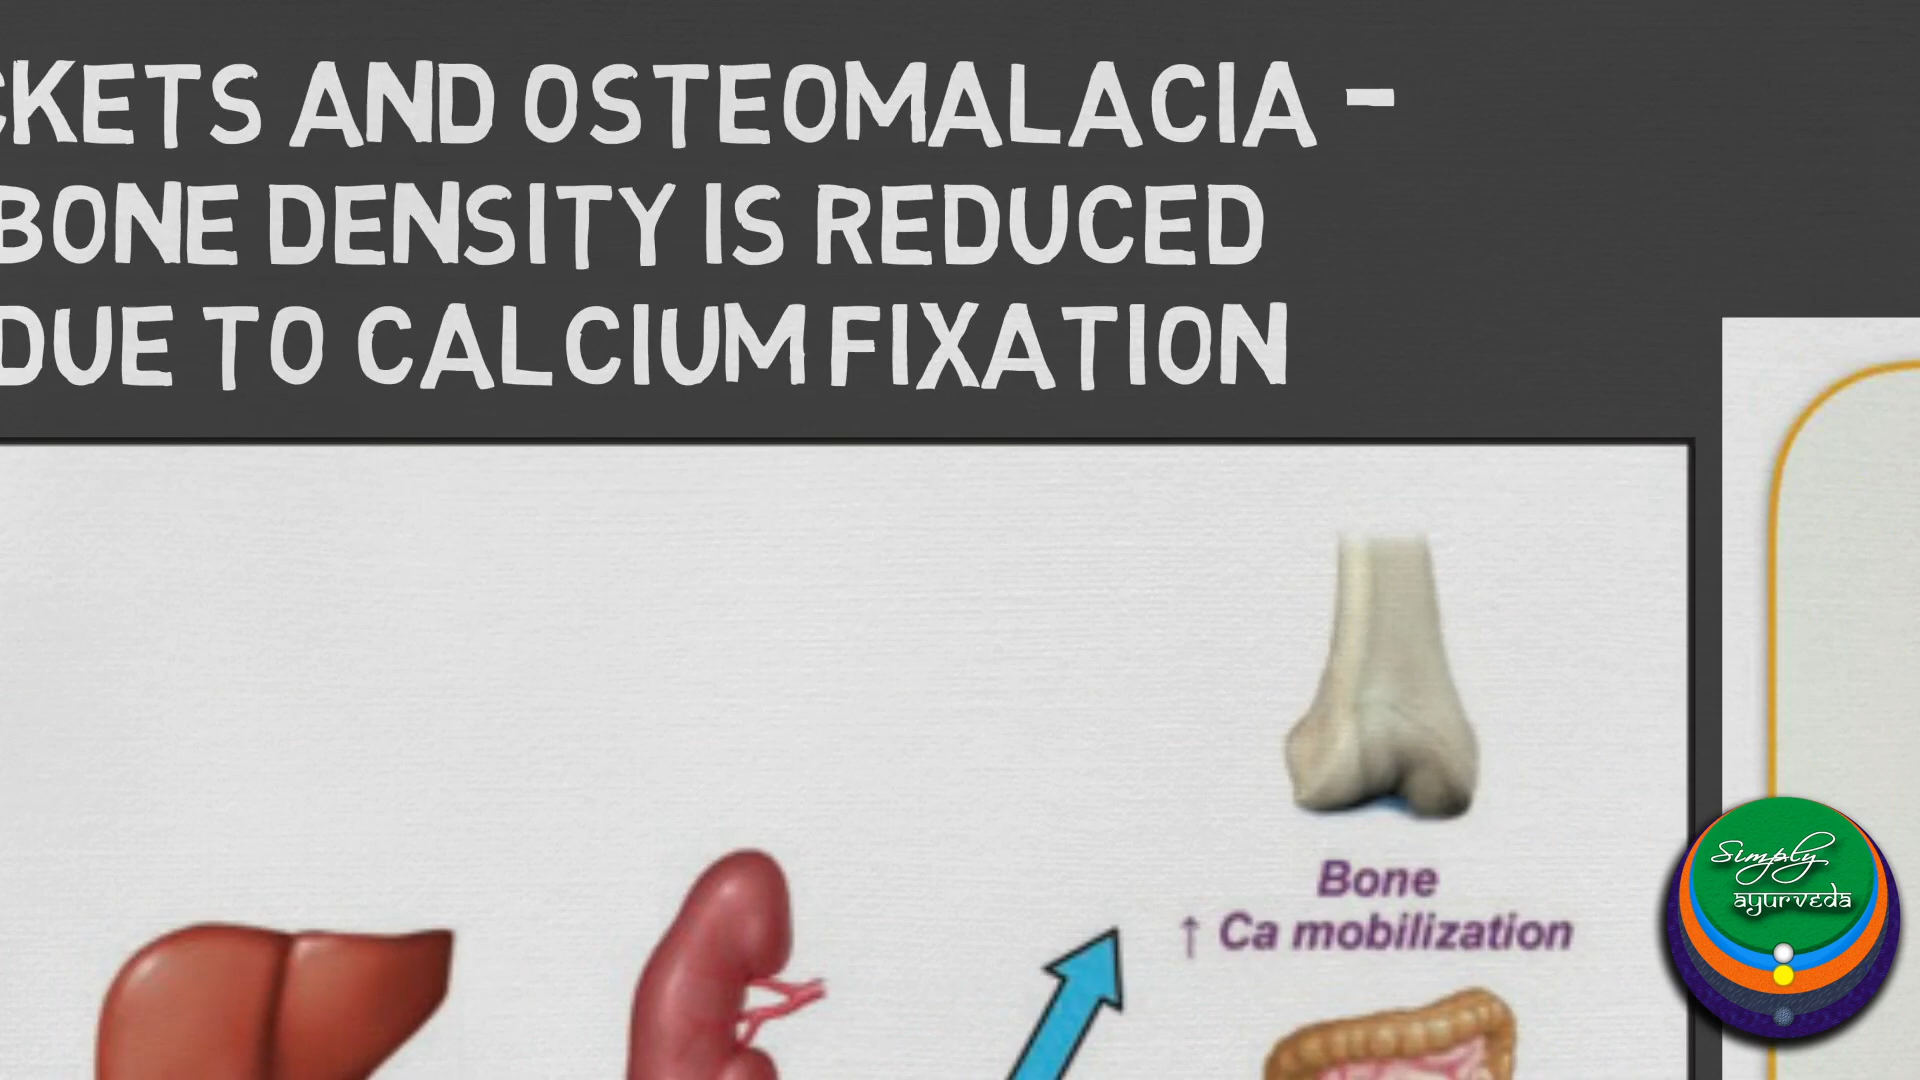 CKETS AND OSTEOMALACIA -
BONE DENSITY IS REDUCED
DUE TO CALCIUM FIXATION
Bone
↑ Ca mobilization
Simply
ayurveda